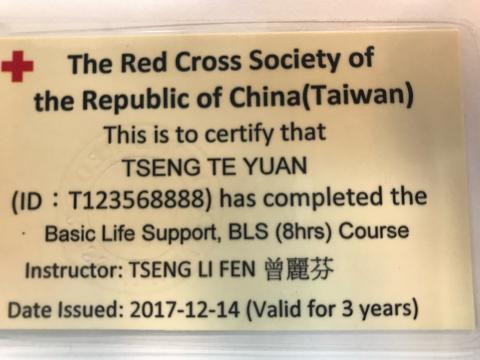 The Red Cross Society of
the Republic of China(Taiwan)
This is to certify that
TSENG TE YUAN
(ID：T123568888) has completed the
Basic Life Support, BLS (8hrs) Course
Instructor: TSENG LI FEN 曾麗芬
Date Issued: 2017-12-14 (Valid for 3 years)